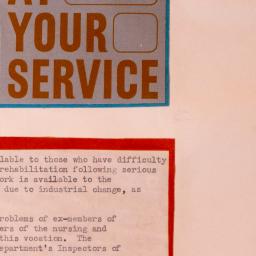 AT
YOUR
SERVICE
lable to those who have difficulty
rehabilitation following serious
ork is available to the
due to industrial change, as
roblems of ex-members of
ers of the nursing and
this vocation. The
epartment's Inspectors of